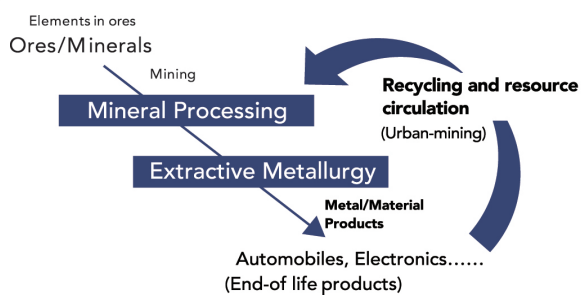 Elements in ores
Ores/Minerals
Mining
Mineral Processing
Extractive Metallurgy
Metal/Material
Products
Automobiles, Electronics......
(End-of life products)
Recycling and resource
circulation
(Urban-mining)